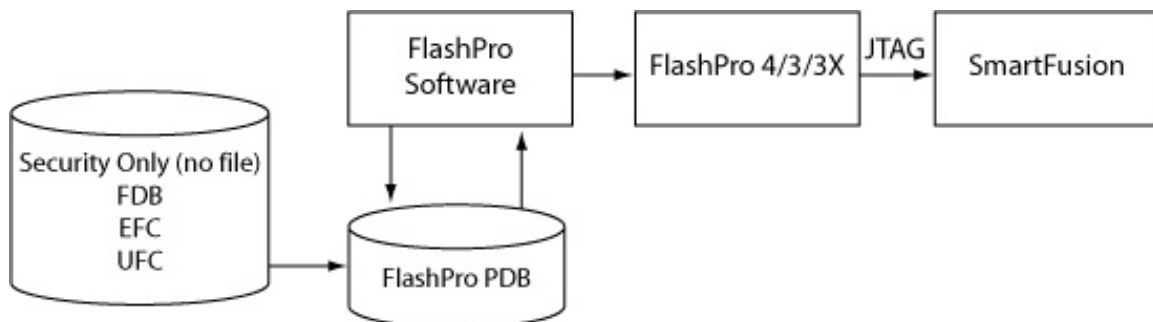 FlashPro
Software
FlashPro 4/3/3X
JTAG
SmartFusion
Security Only (no file)
FDB
EFC
UFC
FlashPro PDB